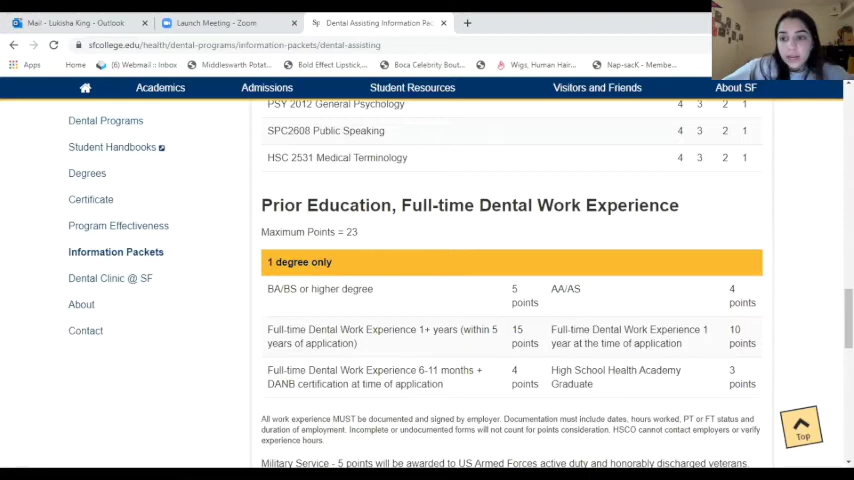 Mail - Lukisha King - Outlook
Launch Meeting - Zoom
Dental Assisting Information Pac
sfcollege.edu/health/dental-programs/information-packets/dental-assisting
Apps
Home
(6) Webmail :: Inbox
Middlesworth Potat...
Bold Effect Lipstick,...
Boca Celebrity Bout...
Wigs, Human Hair...
Nap-sacK - Membe...
Academics
Admissions
Student Resources
Visitors and Friends
About SF
Dental Programs
Student Handbooks
Degrees
Certificate
Program Effectiveness
Information Packets
Dental Clinic @ SF
About
Contact
PSY 2012 General Psychology 4 3 2 1
SPC2608 Public Speaking 4 3 2 1
HSC 2531 Medical Terminology 4 3 2 1
Prior Education, Full-time Dental Work Experience
Maximum Points = 23
1 degree only
BA/BS or higher degree
5
points
AA/AS
4
points
Full-time Dental Work Experience 1+ years (within 5
years of application)
15
points
Full-time Dental Work Experience 1
year at the time of application
10
points
Full-time Dental Work Experience 6-11 months +
DANB certification at time of application
4
points
High School Health Academy
Graduate
3
points
All work experience MUST be documented and signed by employer. Documentation must include dates, hours worked, PT or FT status and
duration of employment. Incomplete or undocumented forms will not count for points consideration. HSCO cannot contact employers or verify
experience hours.
Military Service - 5 points will be awarded to US Armed Forces active duty and honorably discharged veterans.
Top